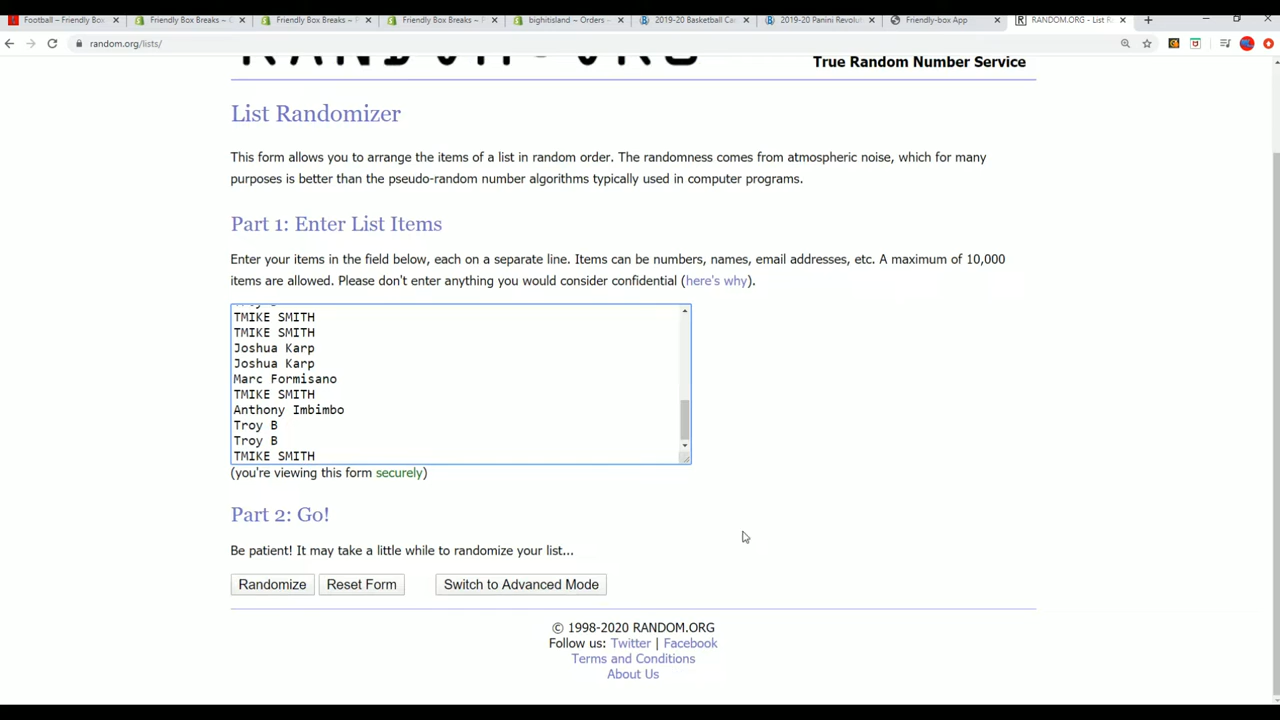 Football – Friendly Box
Friendly Box Breaks –
Friendly Box Breaks –
Friendly Box Breaks –
bighitisland ~ Orders –
2019-20 Basketball Ca
2019-20 Panini Revolu
Friendly-box App
RANDOM.ORG - List R
random.org/lists/
RANDOM.ORG
True Random Number Service
List Randomizer
This form allows you to arrange the items of a list in random order. The randomness comes from atmospheric noise, which for many
purposes is better than the pseudo-random number algorithms typically used in computer programs.
Part 1: Enter List Items
Enter your items in the field below, each on a separate line. Items can be numbers, names, email addresses, etc. A maximum of 10,000
items are allowed. Please don't enter anything you would consider confidential (here's why).
TMIKE SMITH
TMIKE SMITH
Joshua Karp
Joshua Karp
Marc Formisano
TMIKE SMITH
Anthony Imbimbo
Troy B
Troy B
TMIKE SMITH
(you're viewing this form securely)
Part 2: Go!
Be patient! It may take a little while to randomize your list...
Randomize Reset Form Switch to Advanced Mode
© 1998-2020 RANDOM.ORG
Follow us: Twitter | Facebook
Terms and Conditions
About Us